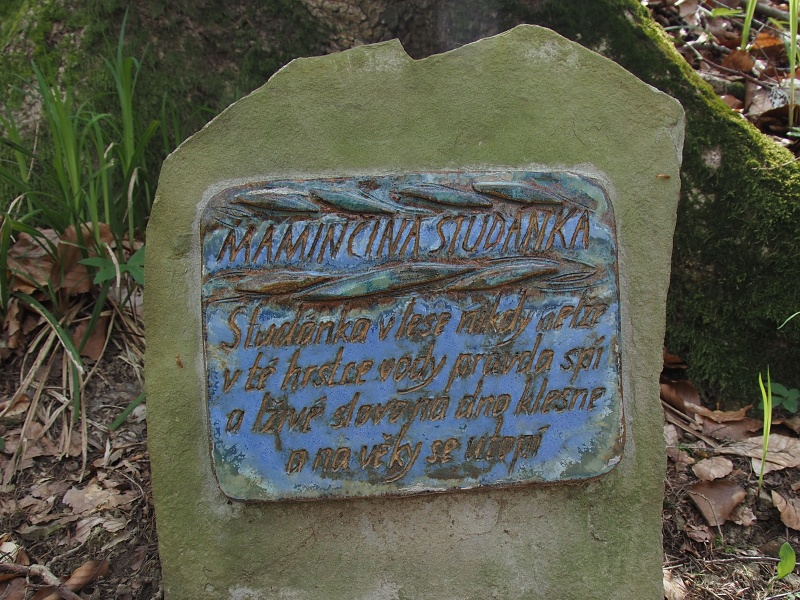 MAMINČINA STUDÁNKA
Studánka v lese nikdy nelže
v té hrstce vody pravda spí
a lživé slovo na dno klesne
a na věky se utopí